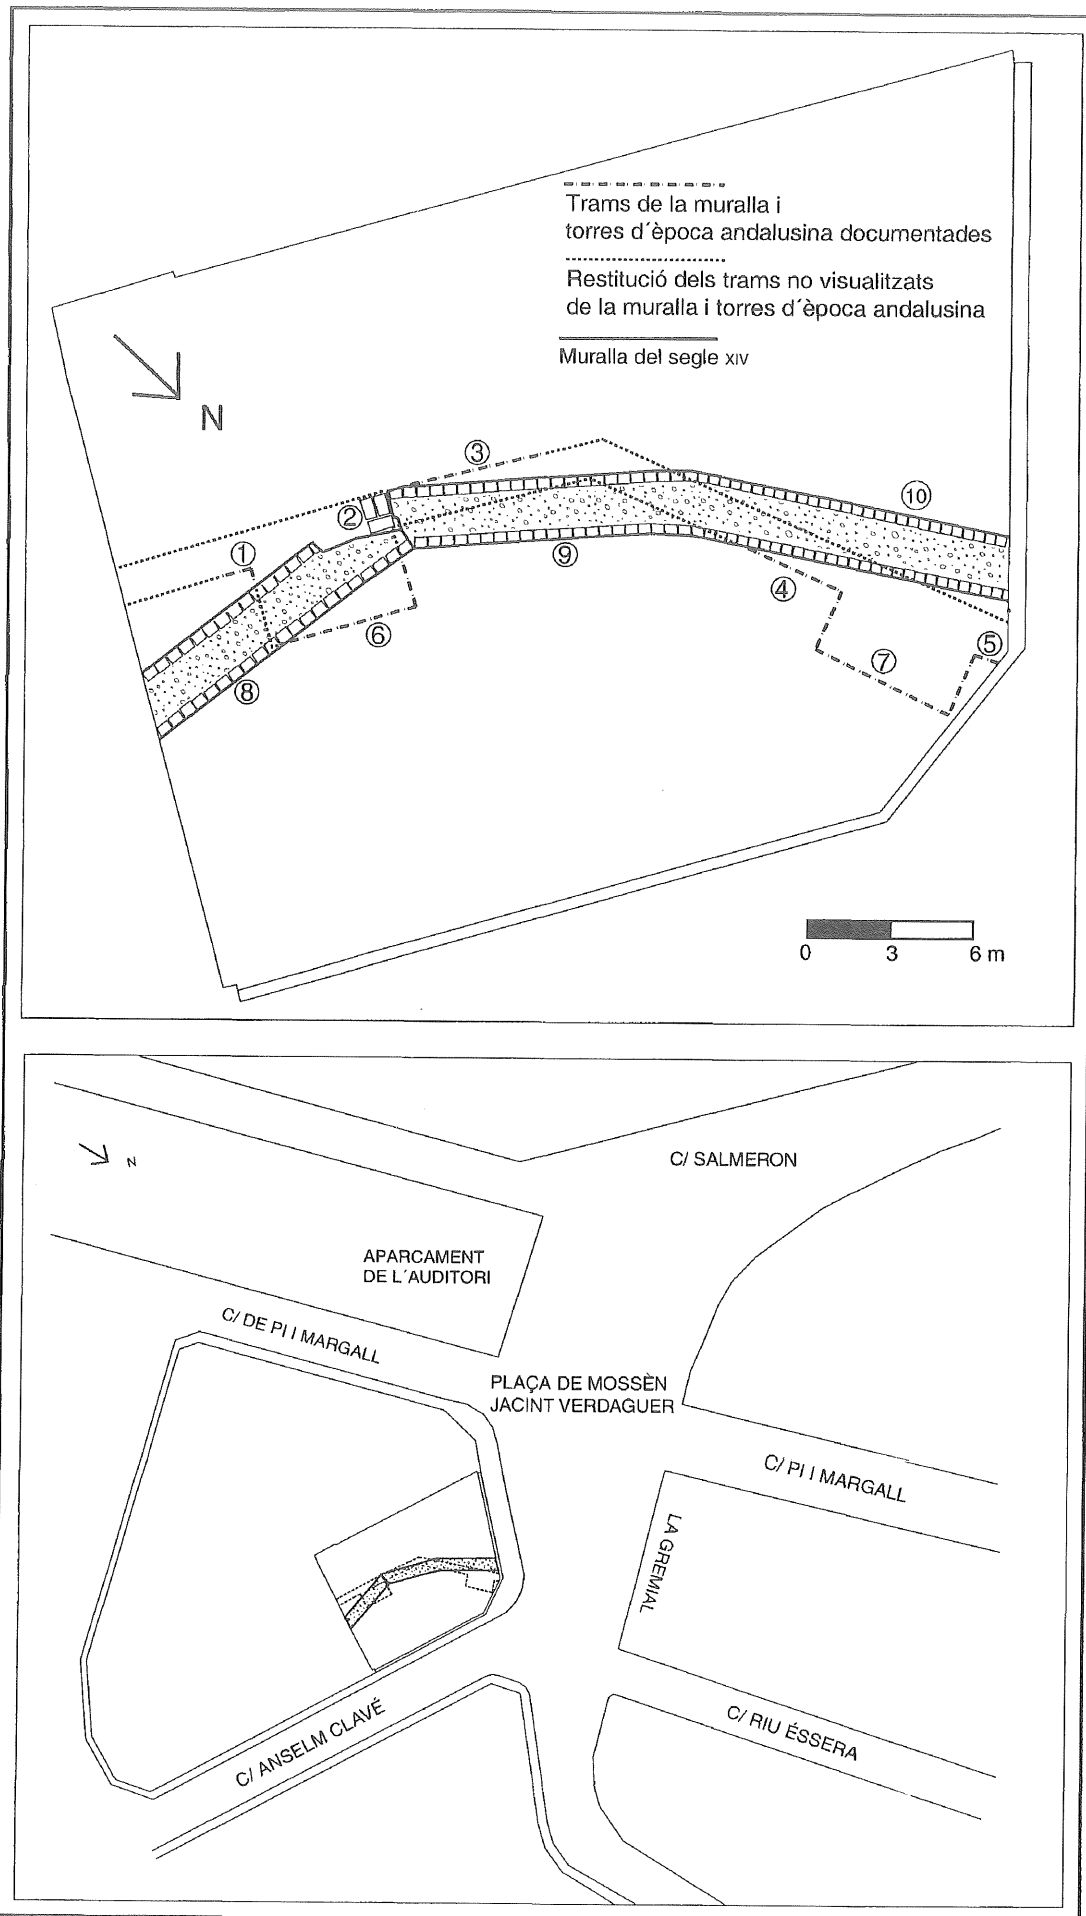 Trams de la muralla i
torres d´època andalusina documentades
Restitució dels trams no visualitzats
de la muralla i torres d´època andalusina
Muralla del segle XIV
N
③
⑩
②
①
⑨
④
⑥
⑤
⑦
⑧
0 3 6 m
C/ SALMERON
N
APARCAMENT
DE L´AUDITORI
C/ DE PI I MARGALL
PLAÇA DE MOSSÈN
JACINT VERDAGUER
C/ PI I MARGALL
LA GREMIAL
C/ ANSELM CLAVÉ
C/ RIU ÉSSERA